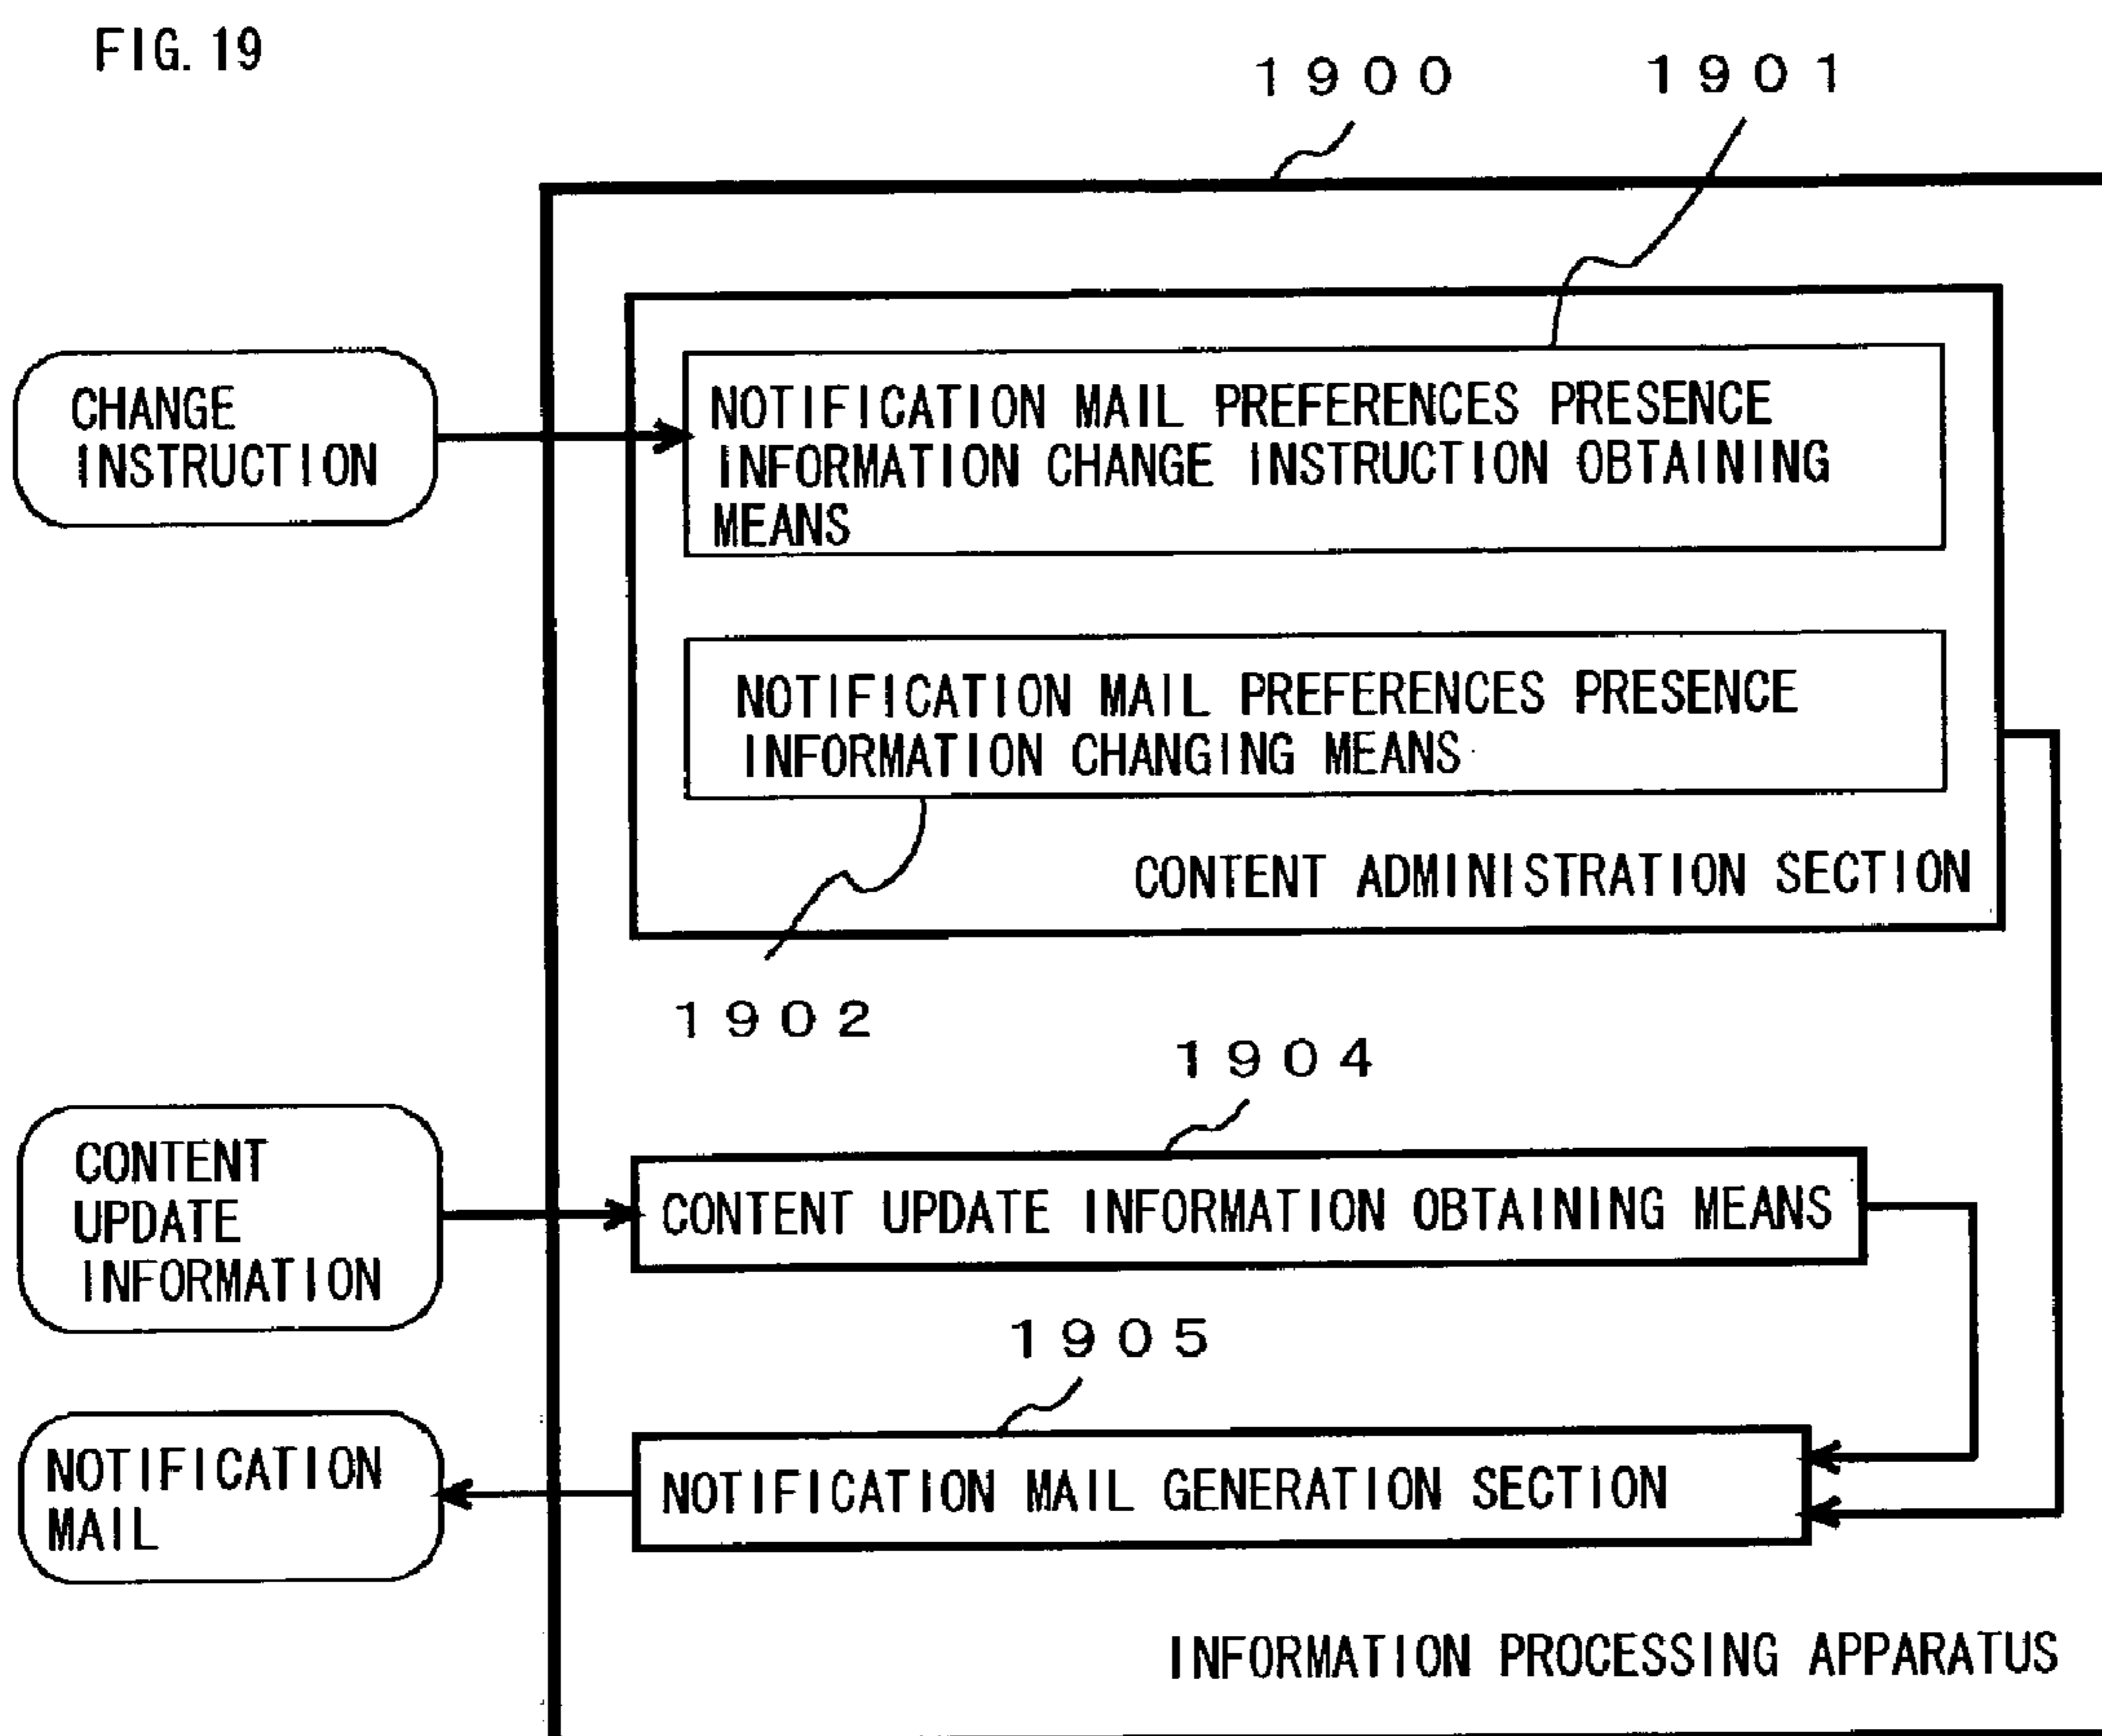 FIG. 19
1900
1901
CHANGE
INSTRUCTION
NOTIFICATION MAIL PREFERENCES PRESENCE
INFORMATION CHANGE INSTRUCTION OBTAINING
MEANS
NOTIFICATION MAIL PREFERENCES PRESENCE
INFORMATION CHANGING MEANS
CONTENT ADMINISTRATION SECTION
1902
1904
CONTENT
UPDATE
INFORMATION
CONTENT UPDATE INFORMATION OBTAINING MEANS
1905
NOTIFICATION
MAIL
NOTIFICATION MAIL GENERATION SECTION
INFORMATION PROCESSING APPARATUS